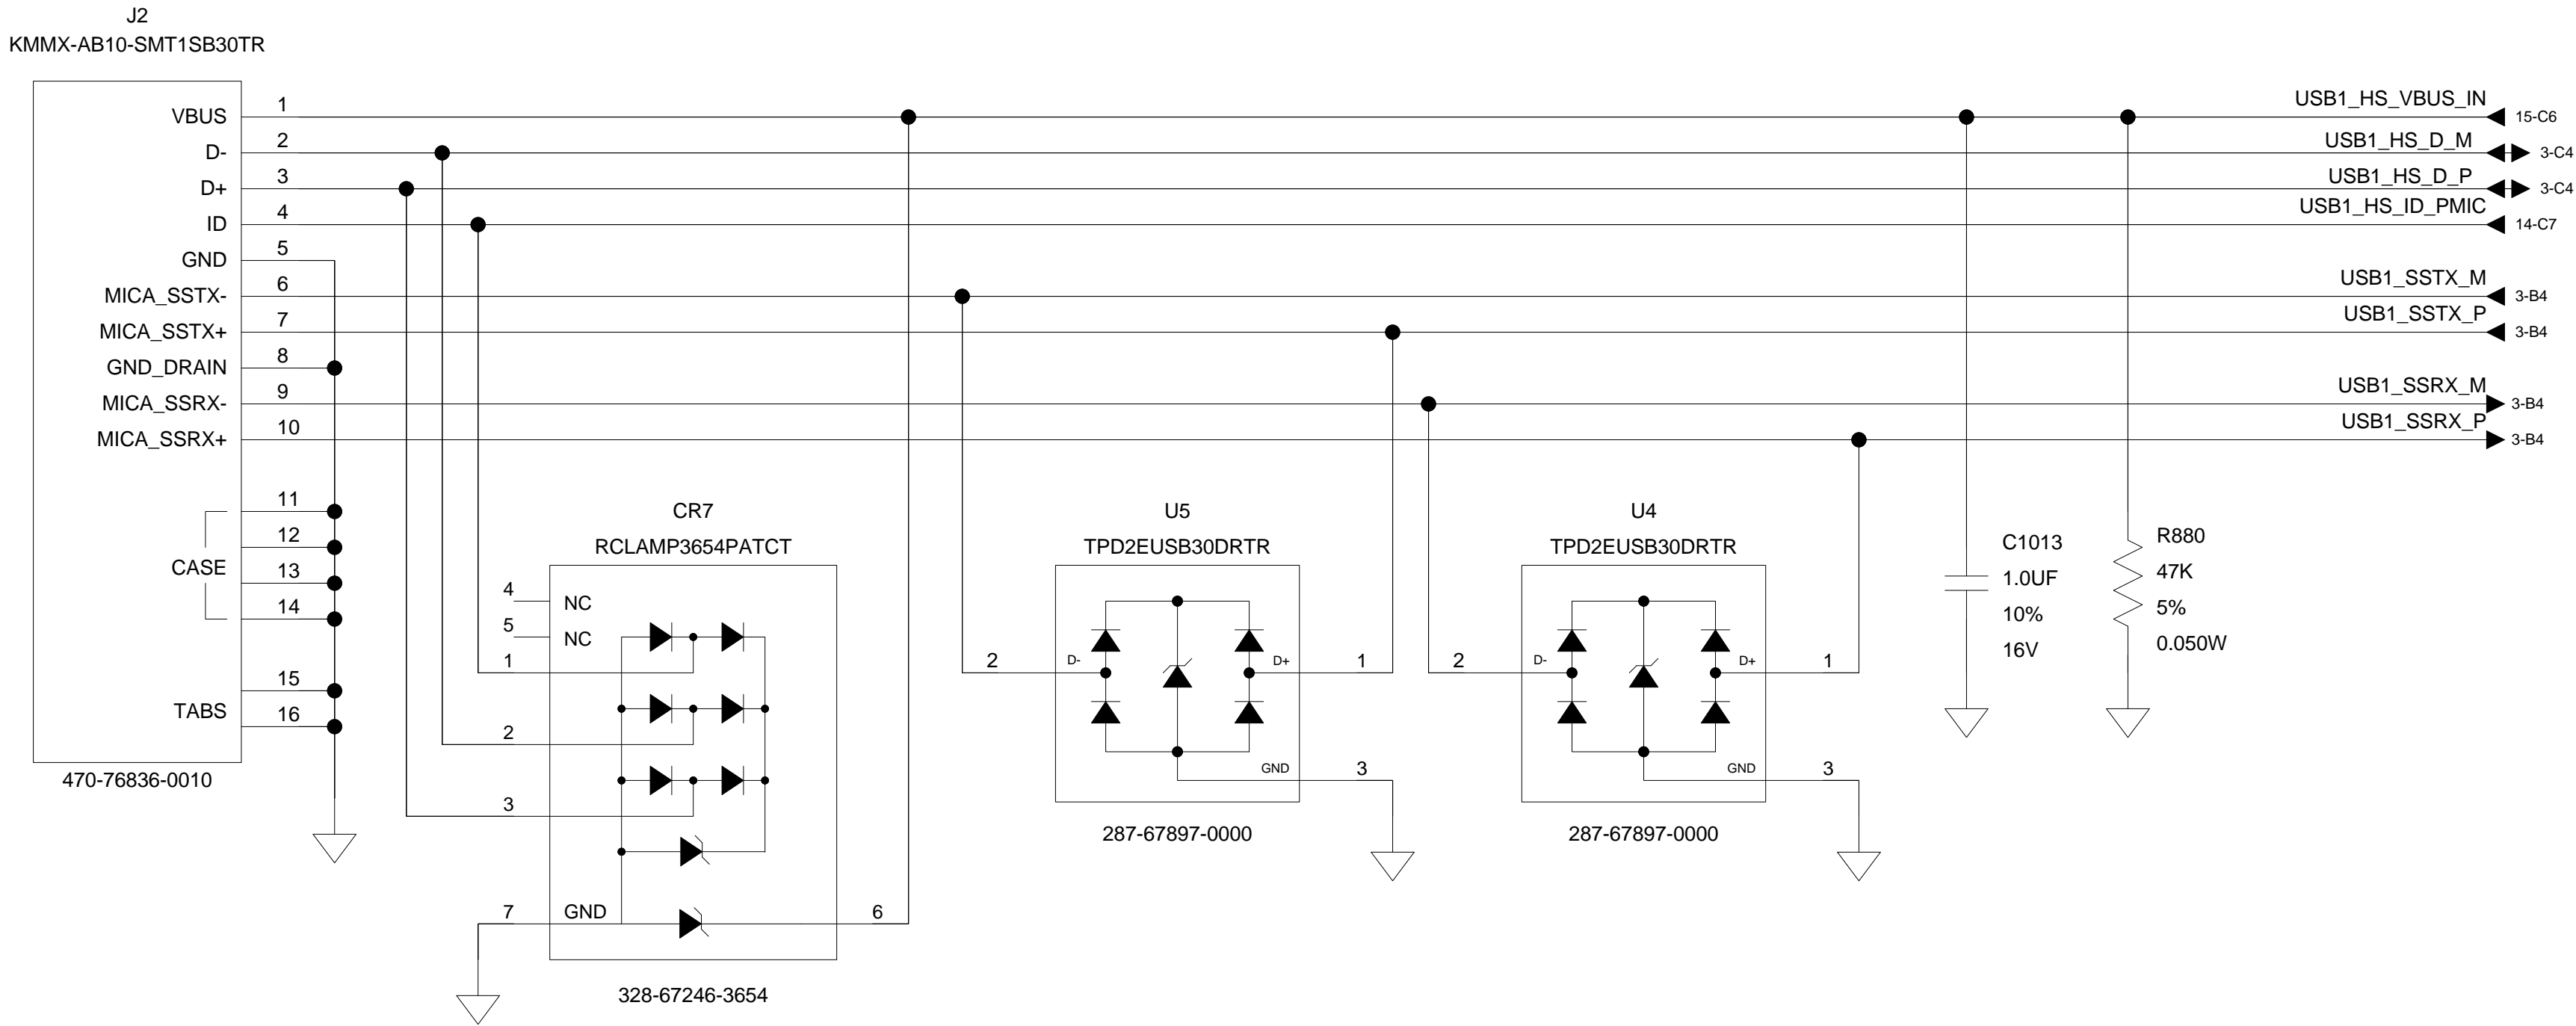 J2
KMMX-AB10-SMT1SB30TR
VBUS 1
D- 2
D+ 3
ID 4
GND 5
MICA_SSTX- 6
MICA_SSTX+ 7
GND_DRAIN 8
MICA_SSRX- 9
MICA_SSRX+ 10
11
12
CASE 13
14
15
TABS 16
470-76836-0010
USB1_HS_VBUS_IN 15-C6
USB1_HS_D_M 3-C4
USB1_HS_D_P 3-C4
USB1_HS_ID_PMIC 14-C7
USB1_SSTX_M 3-B4
USB1_SSTX_P 3-B4
USB1_SSRX_M 3-B4
USB1_SSRX_P 3-B4
CR7
RCLAMP3654PATCT
4 NC
5 NC
1
2
3
7 GND 6
328-67246-3654
U5
TPD2EUSB30DRTR
2 D- D+ 1
GND 3
287-67897-0000
U4
TPD2EUSB30DRTR
2 D- D+ 1
GND 3
287-67897-0000
C1013
1.0UF
10%
16V
R880
47K
5%
0.050W